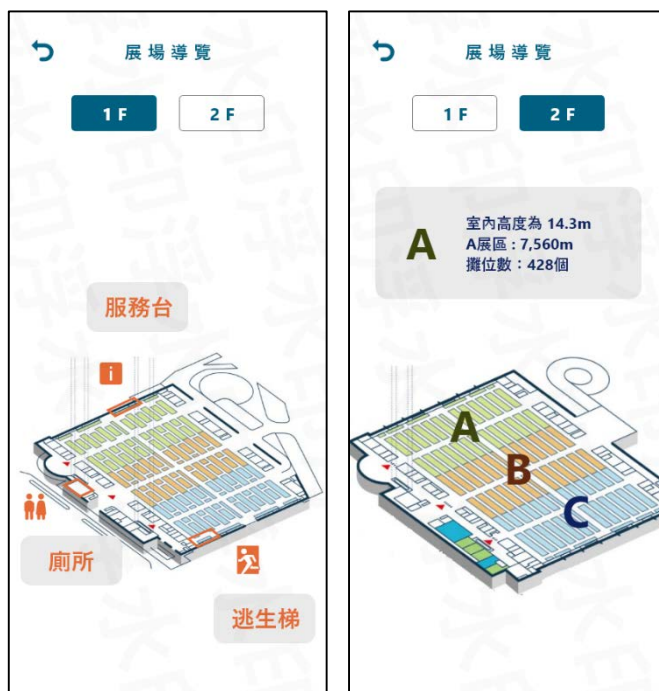 展場導覽
1F
2F
服務台
i
廁所
逃生梯
展場導覽
1F
2F
A
室內高度為 14.3m
A展區:7,560m
攤位數:428個
A
B
C